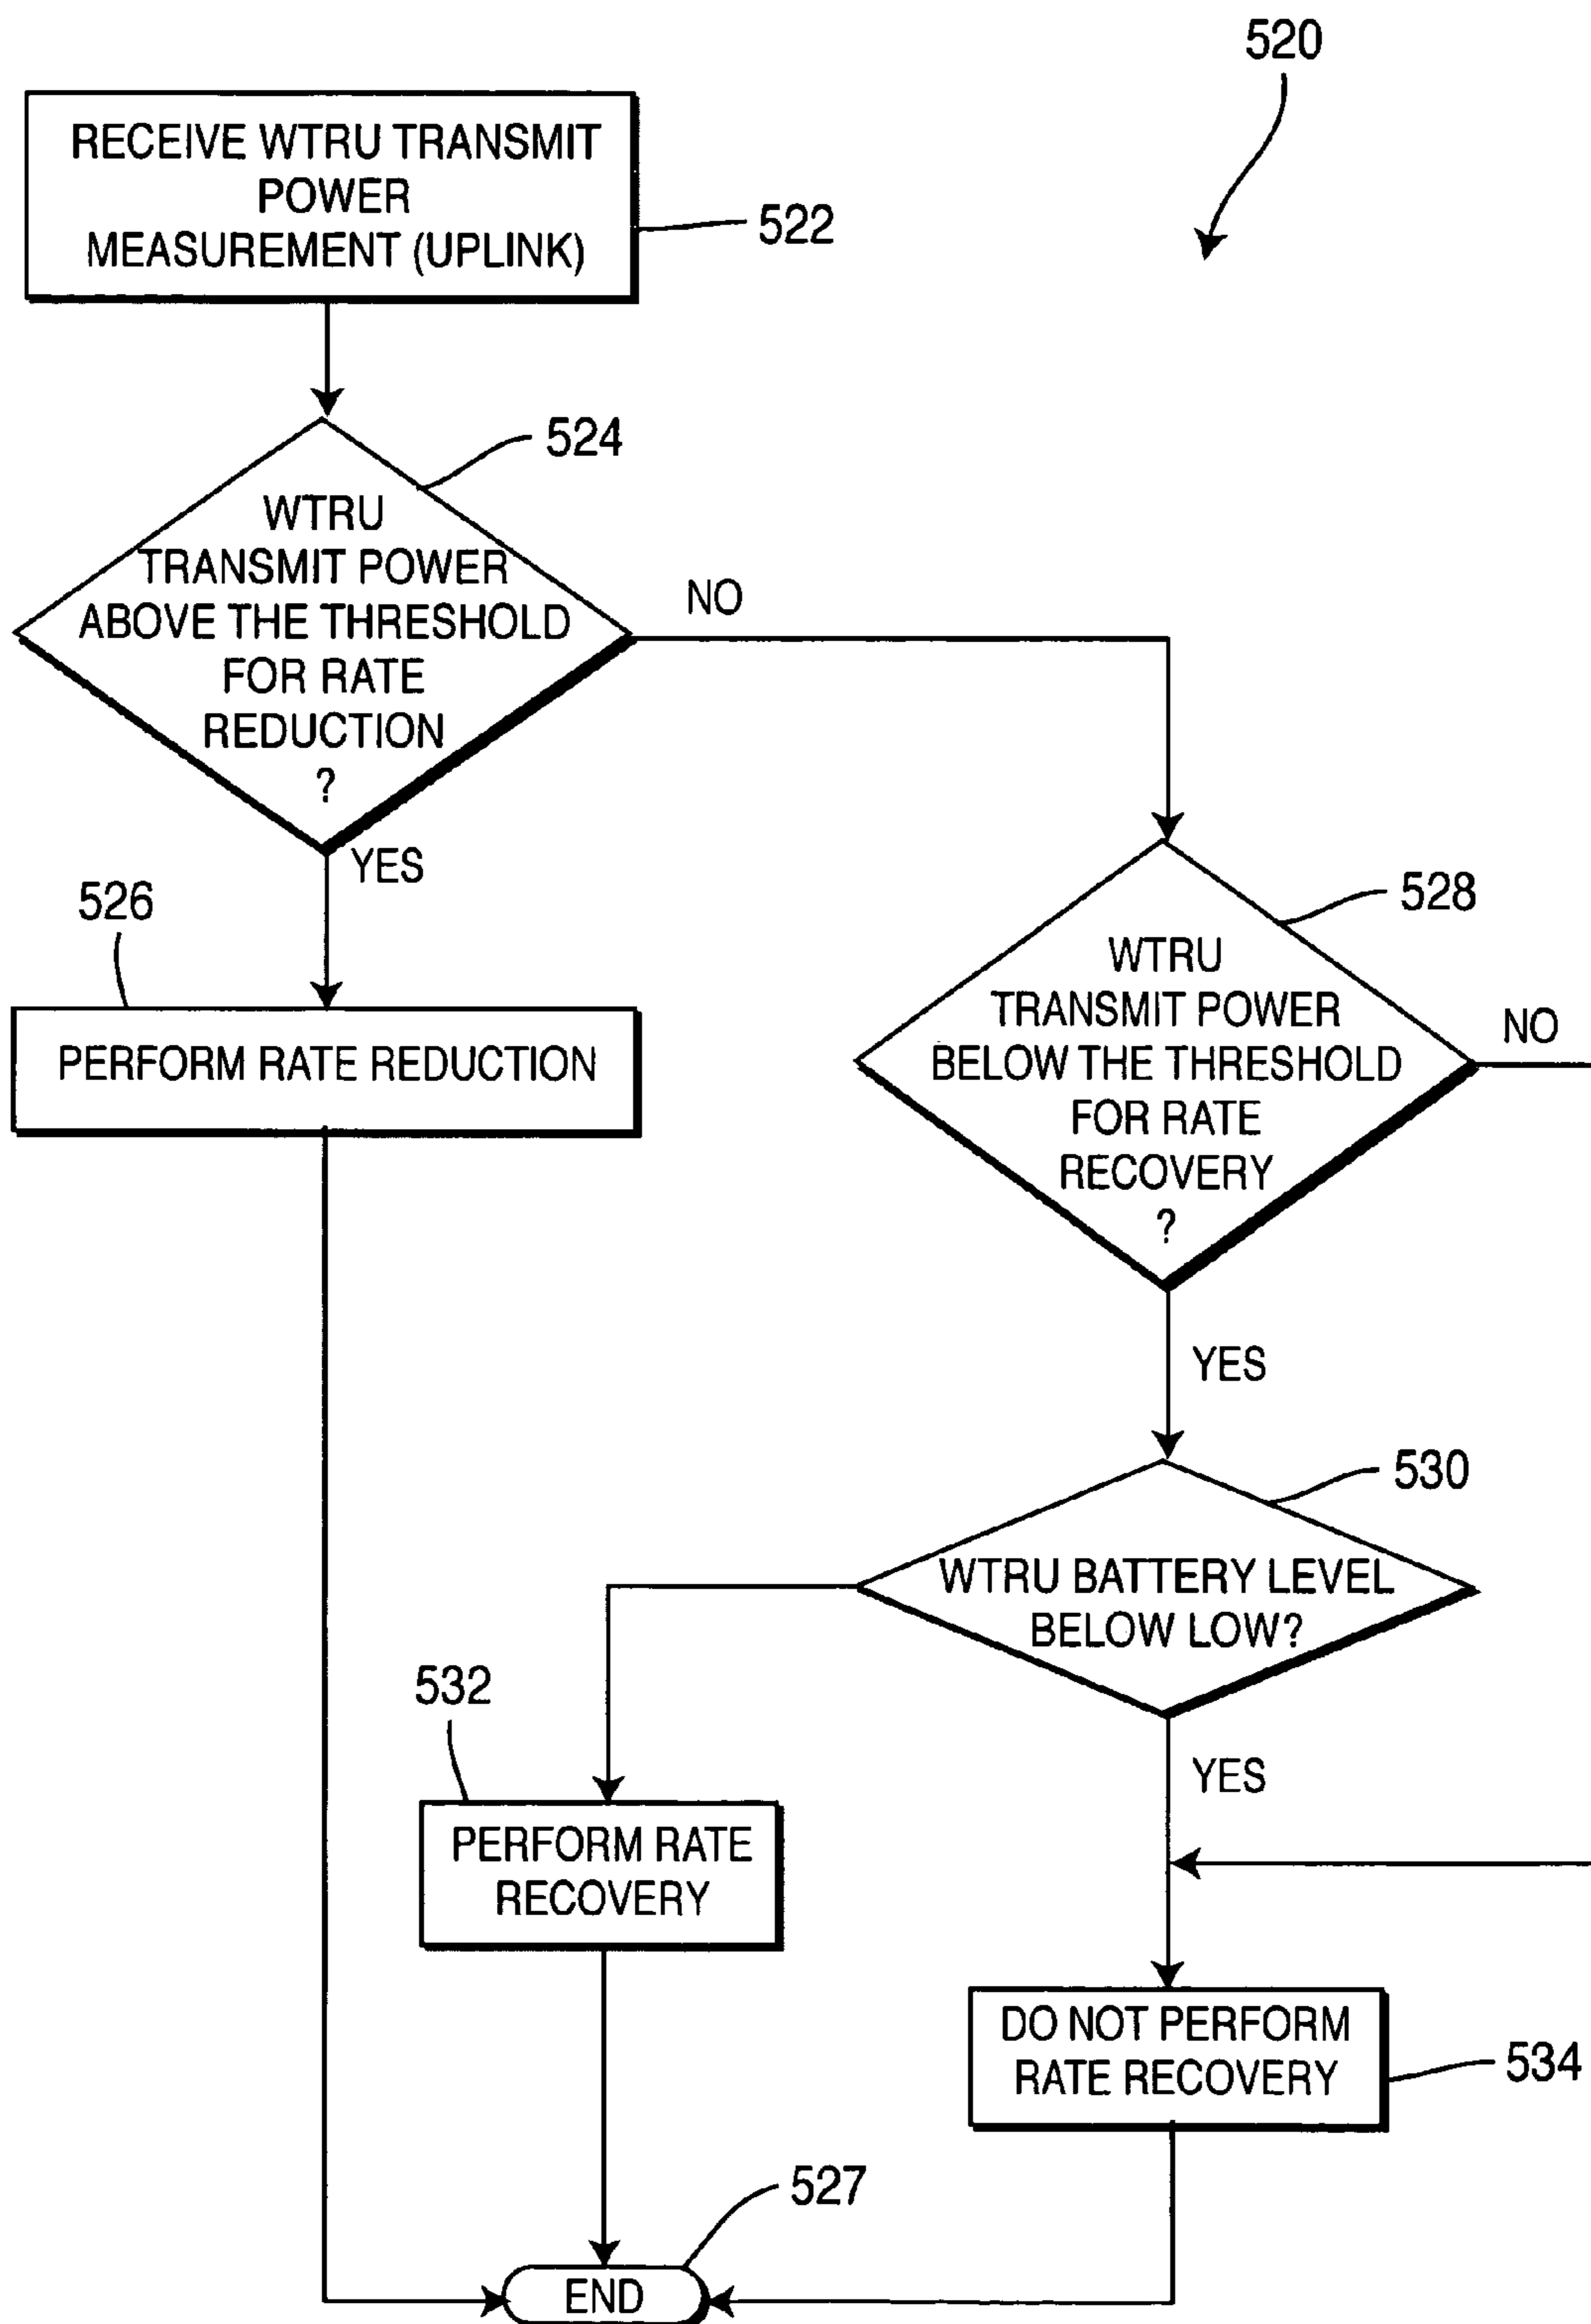 520
RECEIVE WTRU TRANSMIT
POWER
MEASUREMENT (UPLINK)
522
524
WTRU
TRANSMIT POWER
ABOVE THE THRESHOLD
FOR RATE
REDUCTION
?
NO
YES
526
PERFORM RATE REDUCTION
528
WTRU
TRANSMIT POWER
BELOW THE THRESHOLD
FOR RATE
RECOVERY
?
NO
YES
530
WTRU BATTERY LEVEL
BELOW LOW?
532
YES
PERFORM RATE
RECOVERY
DO NOT PERFORM
RATE RECOVERY
534
527
END